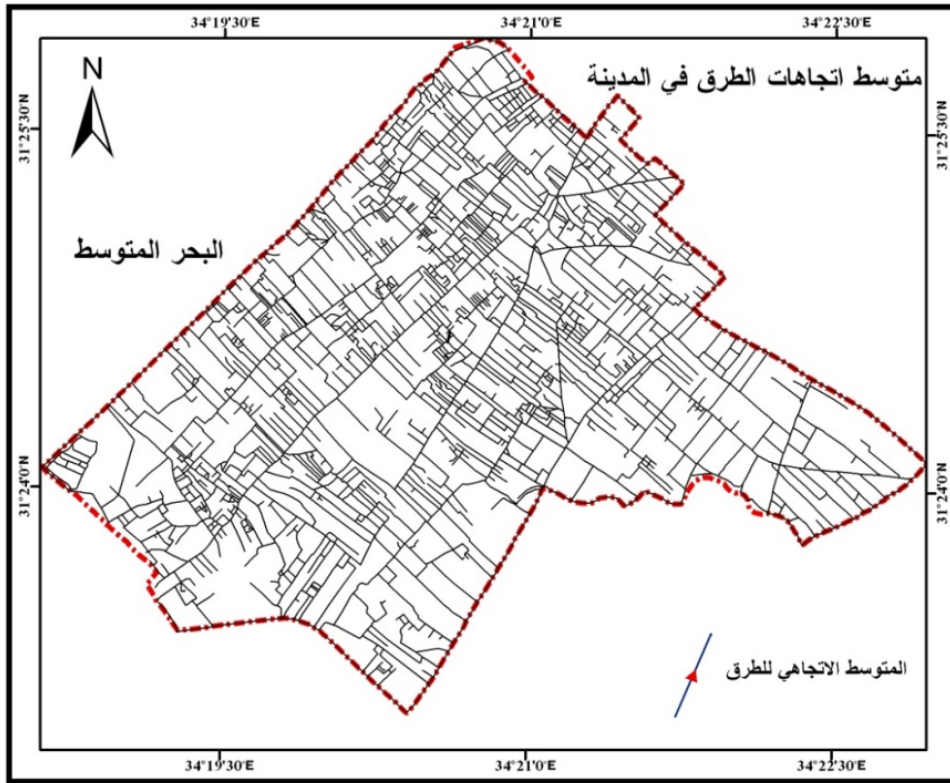 34°19'30"E 34°21'0"E 34°22'30"E
متوسط اتجاهات الطرق في المدينة
N
31°25'30"N 31°25'30"N
البحر المتوسط
31°24'0"N 31°24'0"N
المتوسط الاتجاهي للطرق
34°19'30"E 34°21'0"E 34°22'30"E